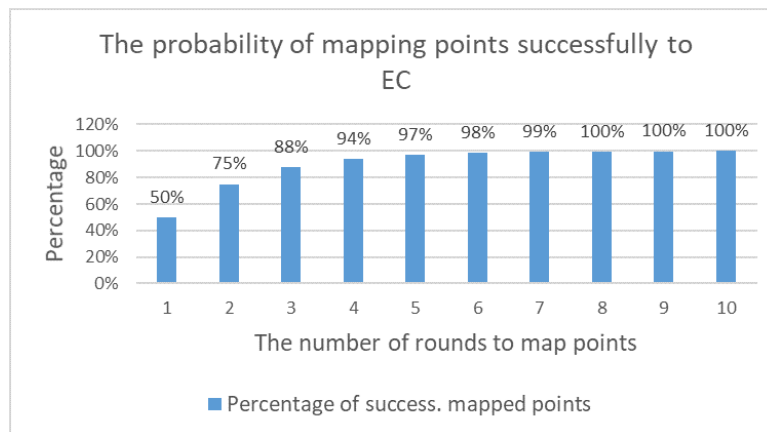 The probability of mapping points successfully to
EC
120%
100%
80%
60%
40%
20%
0%
Percentage
50%
75%
88%
94%
97%
98%
99%
100%
100%
100%
1 2 3 4 5 6 7 8 9 10
The number of rounds to map points
Percentage of success. mapped points